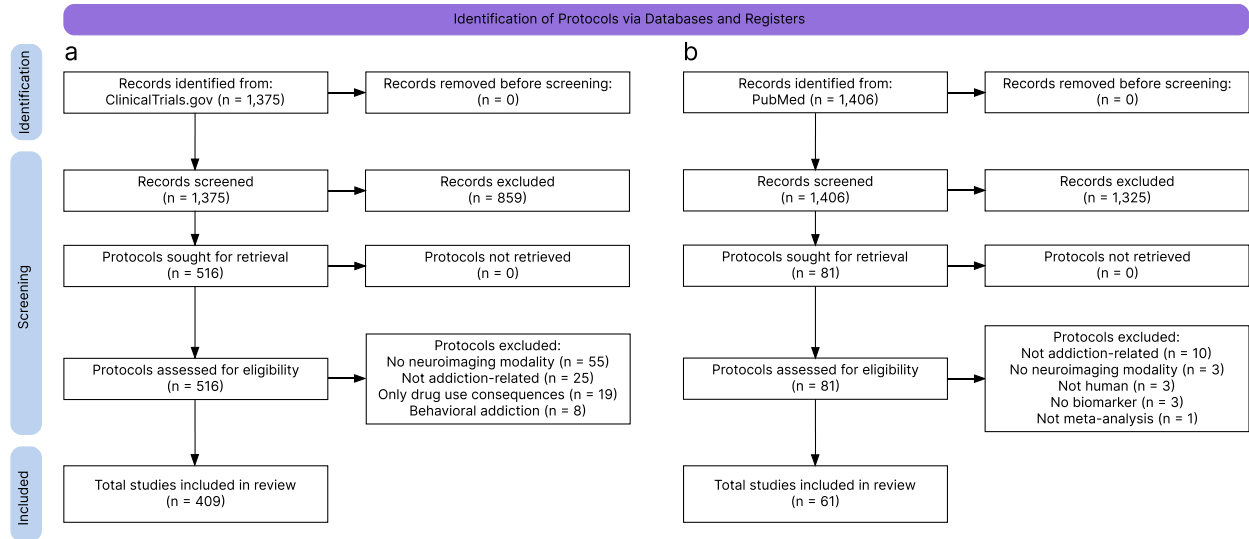 Identification of Protocols via Databases and Registers
Identification
Screening
Included
a
Records identified from:
ClinicalTrials.gov (n = 1,375)
Records removed before screening:
(n = 0)
Records screened
(n = 1,375)
Records excluded
(n = 859)
Protocols sought for retrieval
(n = 516)
Protocols not retrieved
(n = 0)
Protocols assessed for eligibility
(n = 516)
Protocols excluded:
No neuroimaging modality (n = 55)
Not addiction-related (n = 25)
Only drug use consequences (n = 19)
Behavioral addiction (n = 8)
Total studies included in review
(n = 409)
b
Records identified from:
PubMed (n = 1,406)
Records removed before screening:
(n = 0)
Records screened
(n = 1,406)
Records excluded
(n = 1,325)
Protocols sought for retrieval
(n = 81)
Protocols not retrieved
(n = 0)
Protocols assessed for eligibility
(n = 81)
Protocols excluded:
Not addiction-related (n = 10)
No neuroimaging modality (n = 3)
Not human (n = 3)
No biomarker (n = 3)
Not meta-analysis (n = 1)
Total studies included in review
(n = 61)